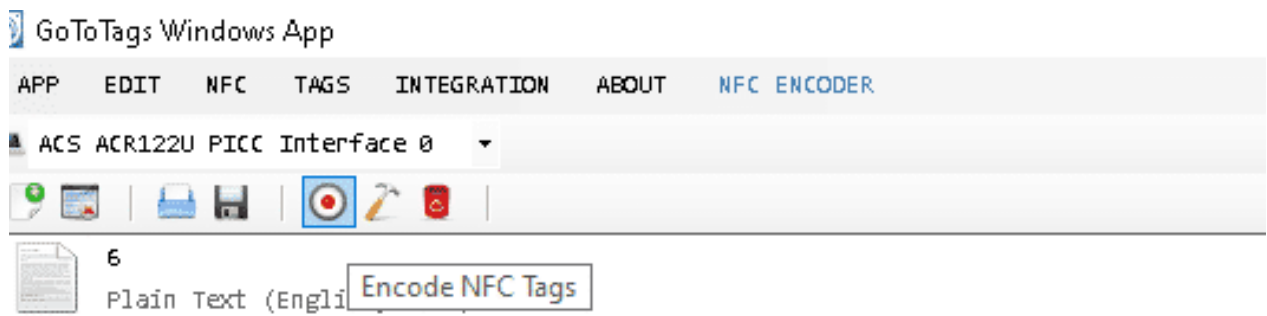 GoToTags Windows App
APP EDIT NFC TAGS INTEGRATION ABOUT NFC ENCODER
ACS ACR122U PICC Interface 0
6
Encode NFC Tags
Plain Text